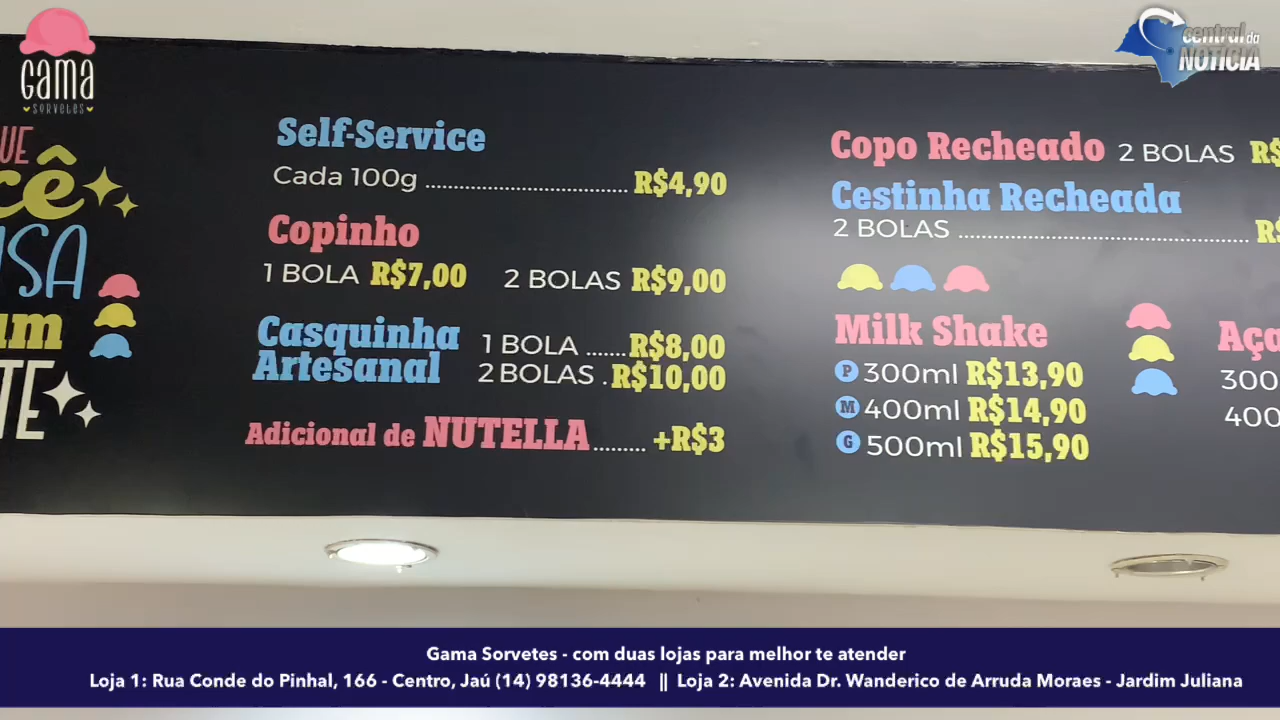 GAMA
SORVETES
central da
NOTÍCIA
UM
TE
Self-Service
Cada 100g ........................................ R$4,90
Copinho
1 BOLA R$7,00 2 BOLAS R$9,00
Casquinha
Artesanal
1 BOLA .......R$8,00
2 BOLAS .R$10,00
Adicional de NUTELLA......... +R$3
Copo Recheado 2 BOLAS R$
Cestinha Recheada
2 BOLAS ........................................................
Milk Shake
P 300ml R$13,90
M 400ml R$14,90
G 500ml R$15,90
300
400
Gama Sorvetes - com duas lojas para melhor te atender
Loja 1: Rua Conde do Pinhal, 166 - Centro, Jaú (14) 98136-4444 || Loja 2: Avenida Dr. Wanderico de Arruda Moraes - Jardim Juliana